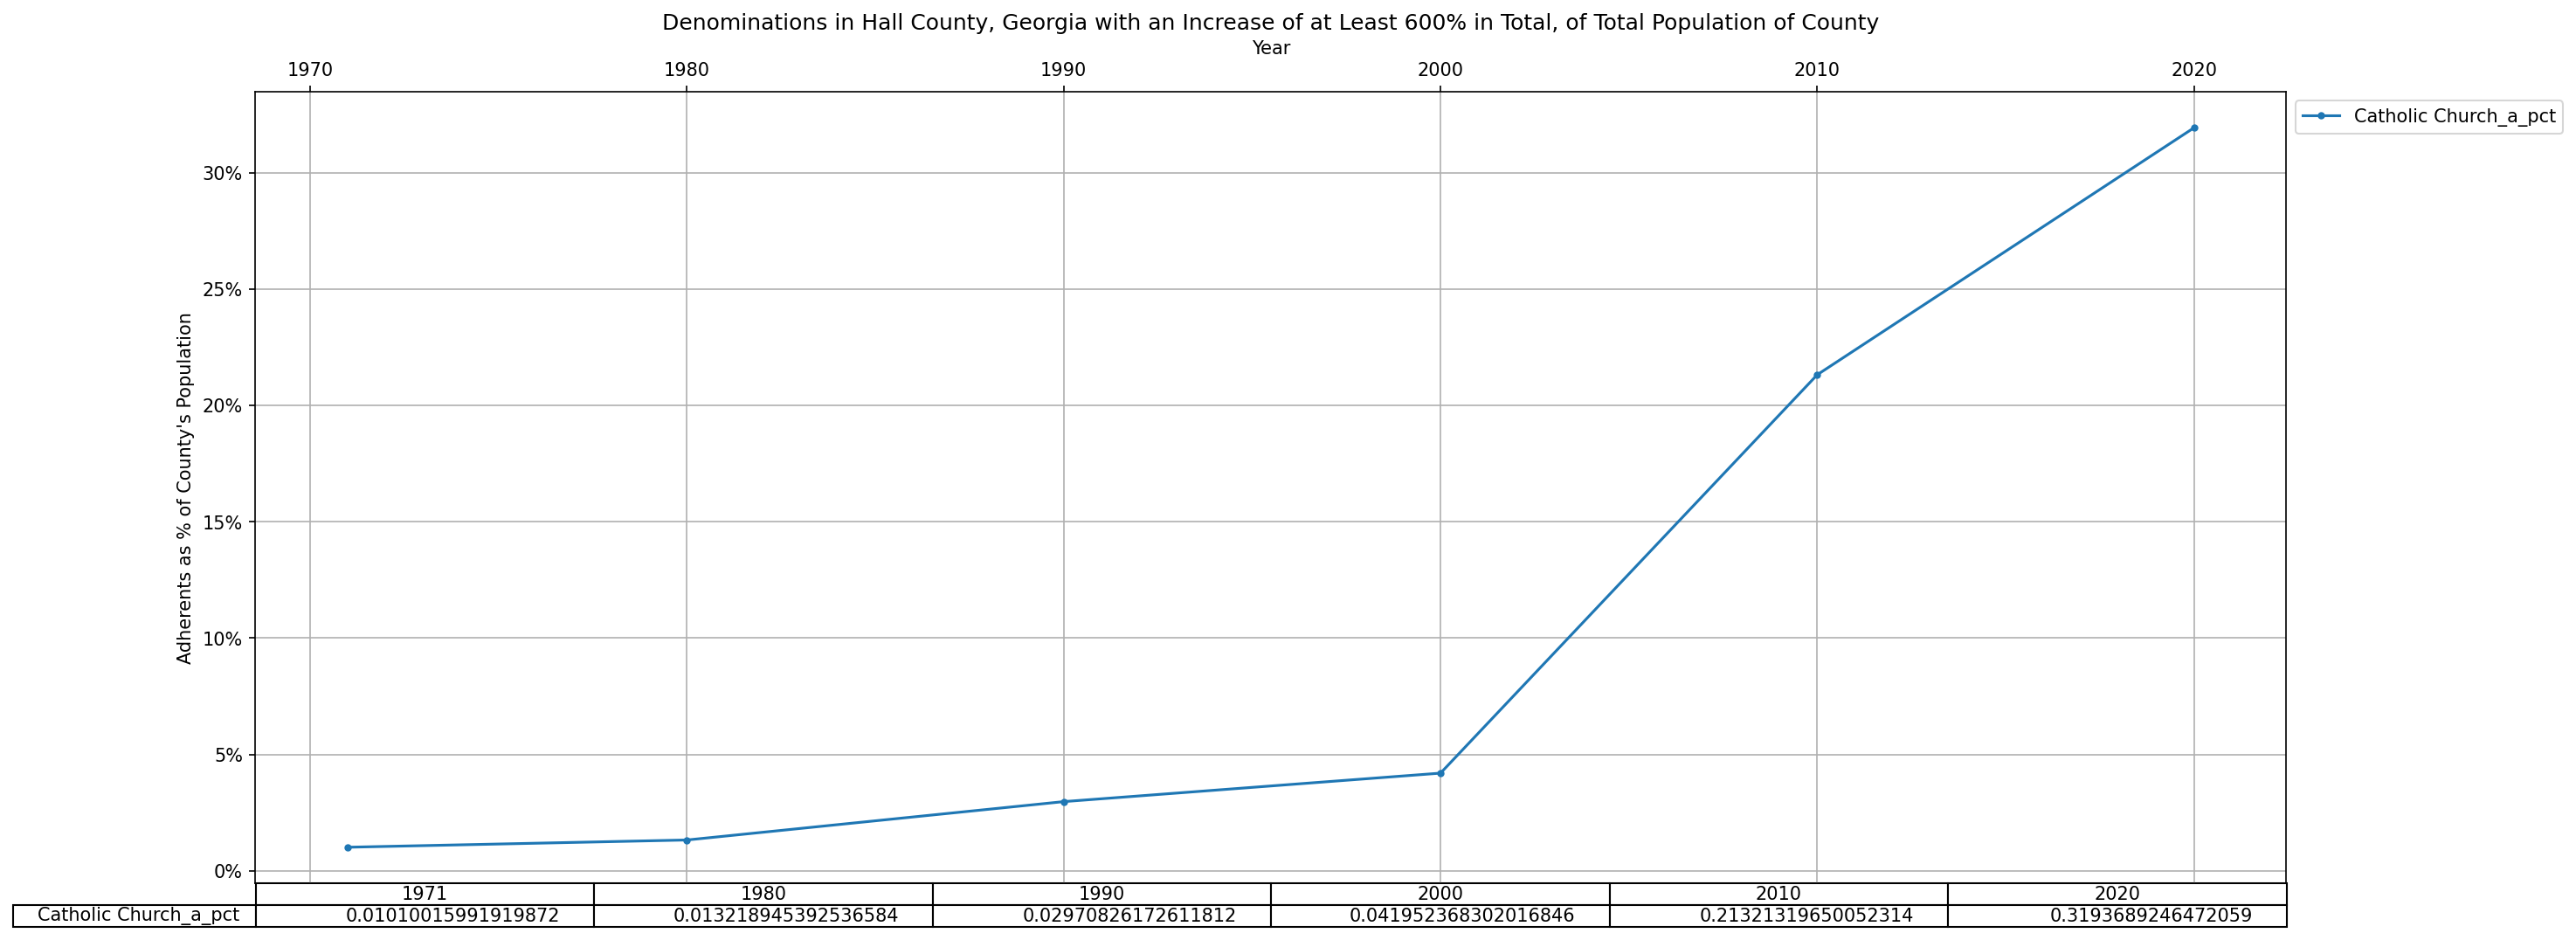 Denominations in Hall County, Georgia with an Increase of at Least 600% in Total, of Total Population of County
Year
1970 1980 1990 2000 2010 2020
Catholic Church_a_pct
Adherents as % of County's Population
30%
25%
20%
15%
10%
5%
0%
1971 1980 1990 2000 2010 2020
Catholic Church_a_pct 0.01010015991919872 0.013218945392536584 0.02970826172611812 0.041952368302016846 0.21321319650052314 0.3193689246472059